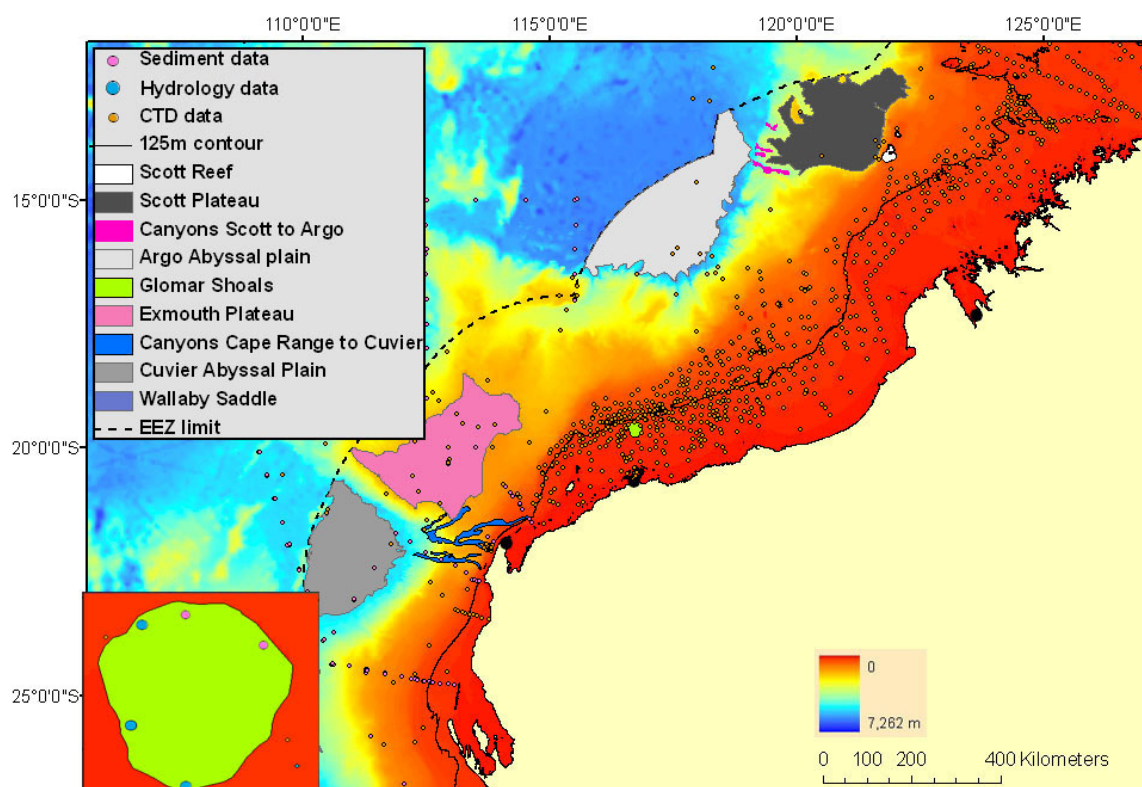 110°0'0"E
115°0'0"E
120°0'0"E
125°0'0"E
Sediment data
Hydrology data
CTD data
125m contour
Scott Reef
Scott Plateau
Canyons Scott to Argo
Argo Abyssal plain
Glomar Shoals
Exmouth Plateau
Canyons Cape Range to Cuvier
Cuvier Abyssal Plain
Wallaby Saddle
EEZ limit
15°0'0"S
20°0'0"S
25°0'0"S
0
7,262 m
0 100 200 400 Kilometers